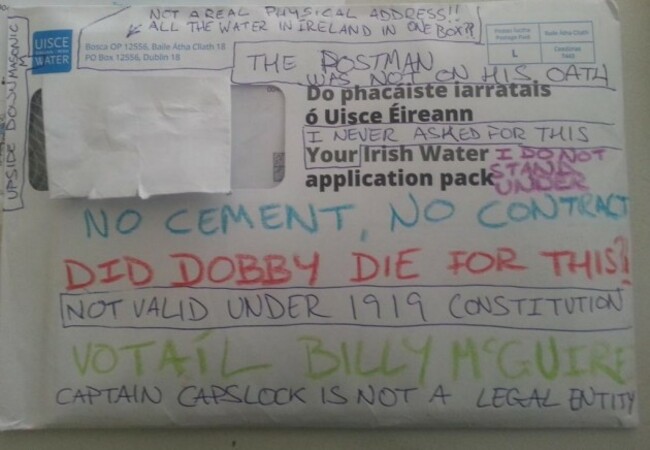 NOT A REAL PHYSICAL ADDRESS!!
ALL THE WATER IN IRELAND IN ONE BOX??
UPSIDE DOWN MASONIC
UISCE
WATER
Bosca OP 12556, Baile Átha Cliath 18
PO Box 12556, Dublin 18
Baile Átha Cliath
L
THE POSTMAN
WAS NOT ON HIS OATH
Do phacáiste iarratais
ó Uisce Éireann
I NEVER ASKED FOR THIS
Your Irish Water
application pack
I DO NOT
STAND
UNDER
NO CEMENT, NO CONTRACT
DID DOBBY DIE FOR THIS?!
NOT VALID UNDER 1919 CONSTITUTION
VOTAÍL BILLY McGUIRE
CAPTAIN CAPSLOCK IS NOT A LEGAL ENTITY